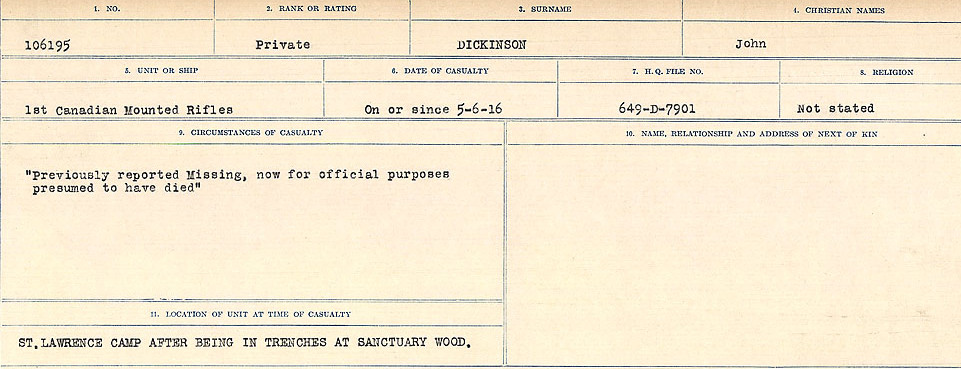 1. NO. 2. RANK OR RATING 3. SURNAME 4. CHRISTIAN NAMES
106195 Private DICKINSON John
5. UNIT OR SHIP 6. DATE OF CASUALTY 7. H.Q. FILE NO. 8. RELIGION
1st Canadian Mounted Rifles On or since 5-6-16 649-D-7901 Not stated
9. CIRCUMSTANCES OF CASUALTY 10. NAME, RELATIONSHIP AND ADDRESS OF NEXT OF KIN
"Previously reported Missing, now for official purposes
presumed to have died"
11. LOCATION OF UNIT AT TIME OF CASUALTY
ST.LAWRENCE CAMP AFTER BEING IN TRENCHES AT SANCTUARY WOOD.